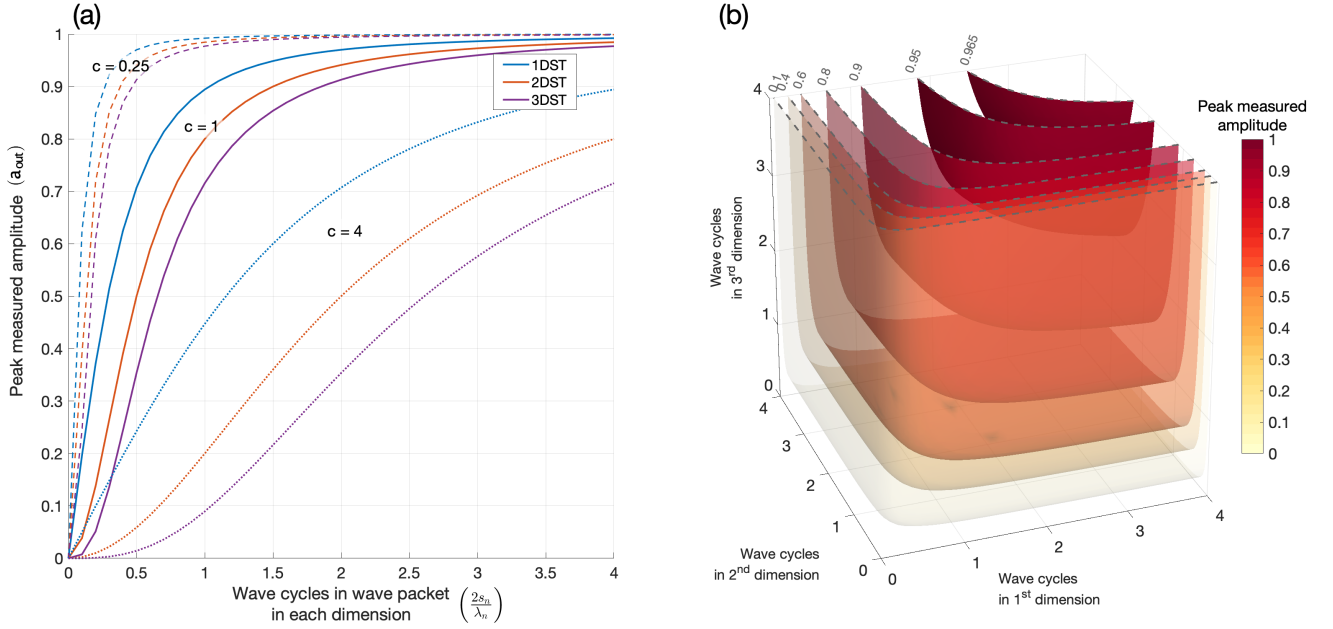 (a)
1
0.9
0.8
0.7
0.6
0.5
0.4
0.3
0.2
0.1
0
Peak measured amplitude (a_out)
c = 0.25
c = 1
c = 4
1DST
2DST
3DST
0 0.5 1 1.5 2 2.5 3 3.5 4
Wave cycles in wave packet
in each dimension (2s_n/λ_n)
(b)
0.1
0.4
0.6
0.8
0.9
0.95
0.965
4
3
2
1
0
Wave cycles
in 3rd dimension
4
3
2
1
0
Wave cycles
in 2nd dimension
0
1
2
3
4
Wave cycles
in 1st dimension
Peak measured
amplitude
1
0.9
0.8
0.7
0.6
0.5
0.4
0.3
0.2
0.1
0